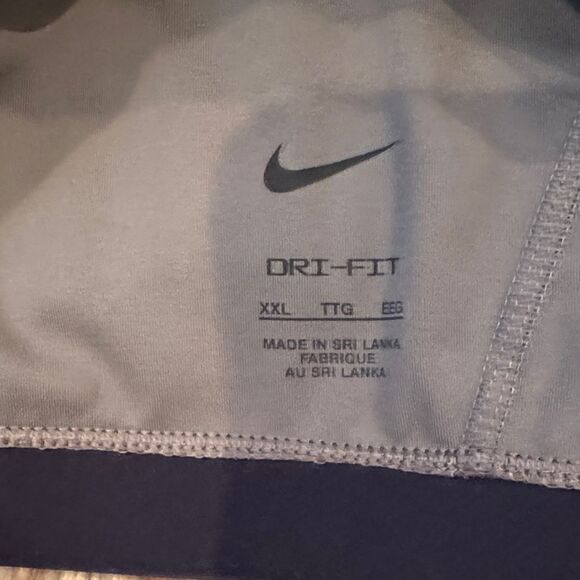 DRI-FIT
XXL TTG EEG
MADE IN SRI LANKA
FABRIQUE
AU SRI LANKA